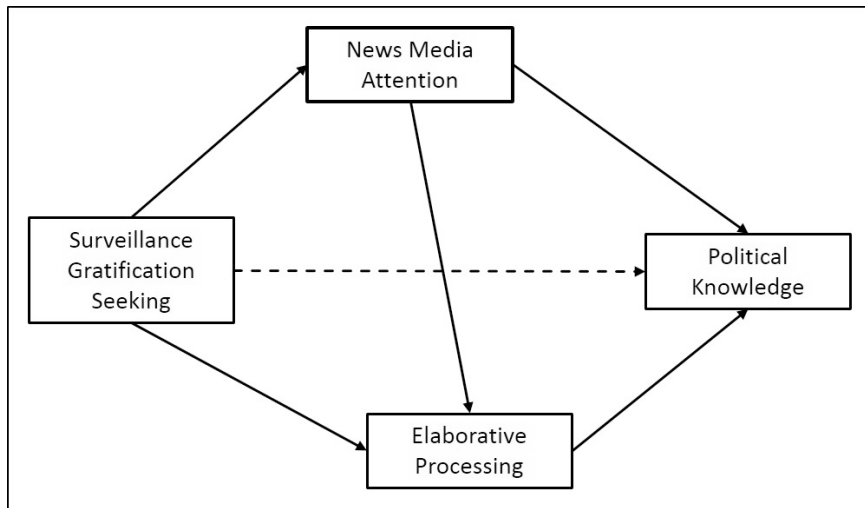 News Media
Attention
Surveillance
Gratification
Seeking
Political
Knowledge
Elaborative
Processing